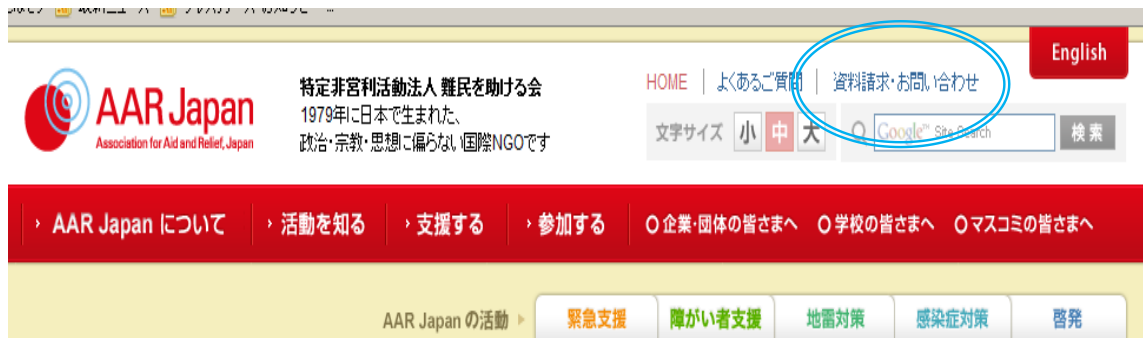 English
HOME | よくあるご質問 | 資料請求・お問い合わせ
AAR Japan
Association for Aid and Relief, Japan
特定非営利活動法人 難民を助ける会
1979年に日本で生まれた、
政治・宗教・思想に偏らない国際NGOです
文字サイズ 小 中 大
Google™ Site Search 検索
AAR Japan について 活動を知る 支援する 参加する 企業・団体の皆さまへ 学校の皆さまへ マスコミの皆さまへ
AAR Japan の活動 緊急支援 障がい者支援 地雷対策 感染症対策 啓発